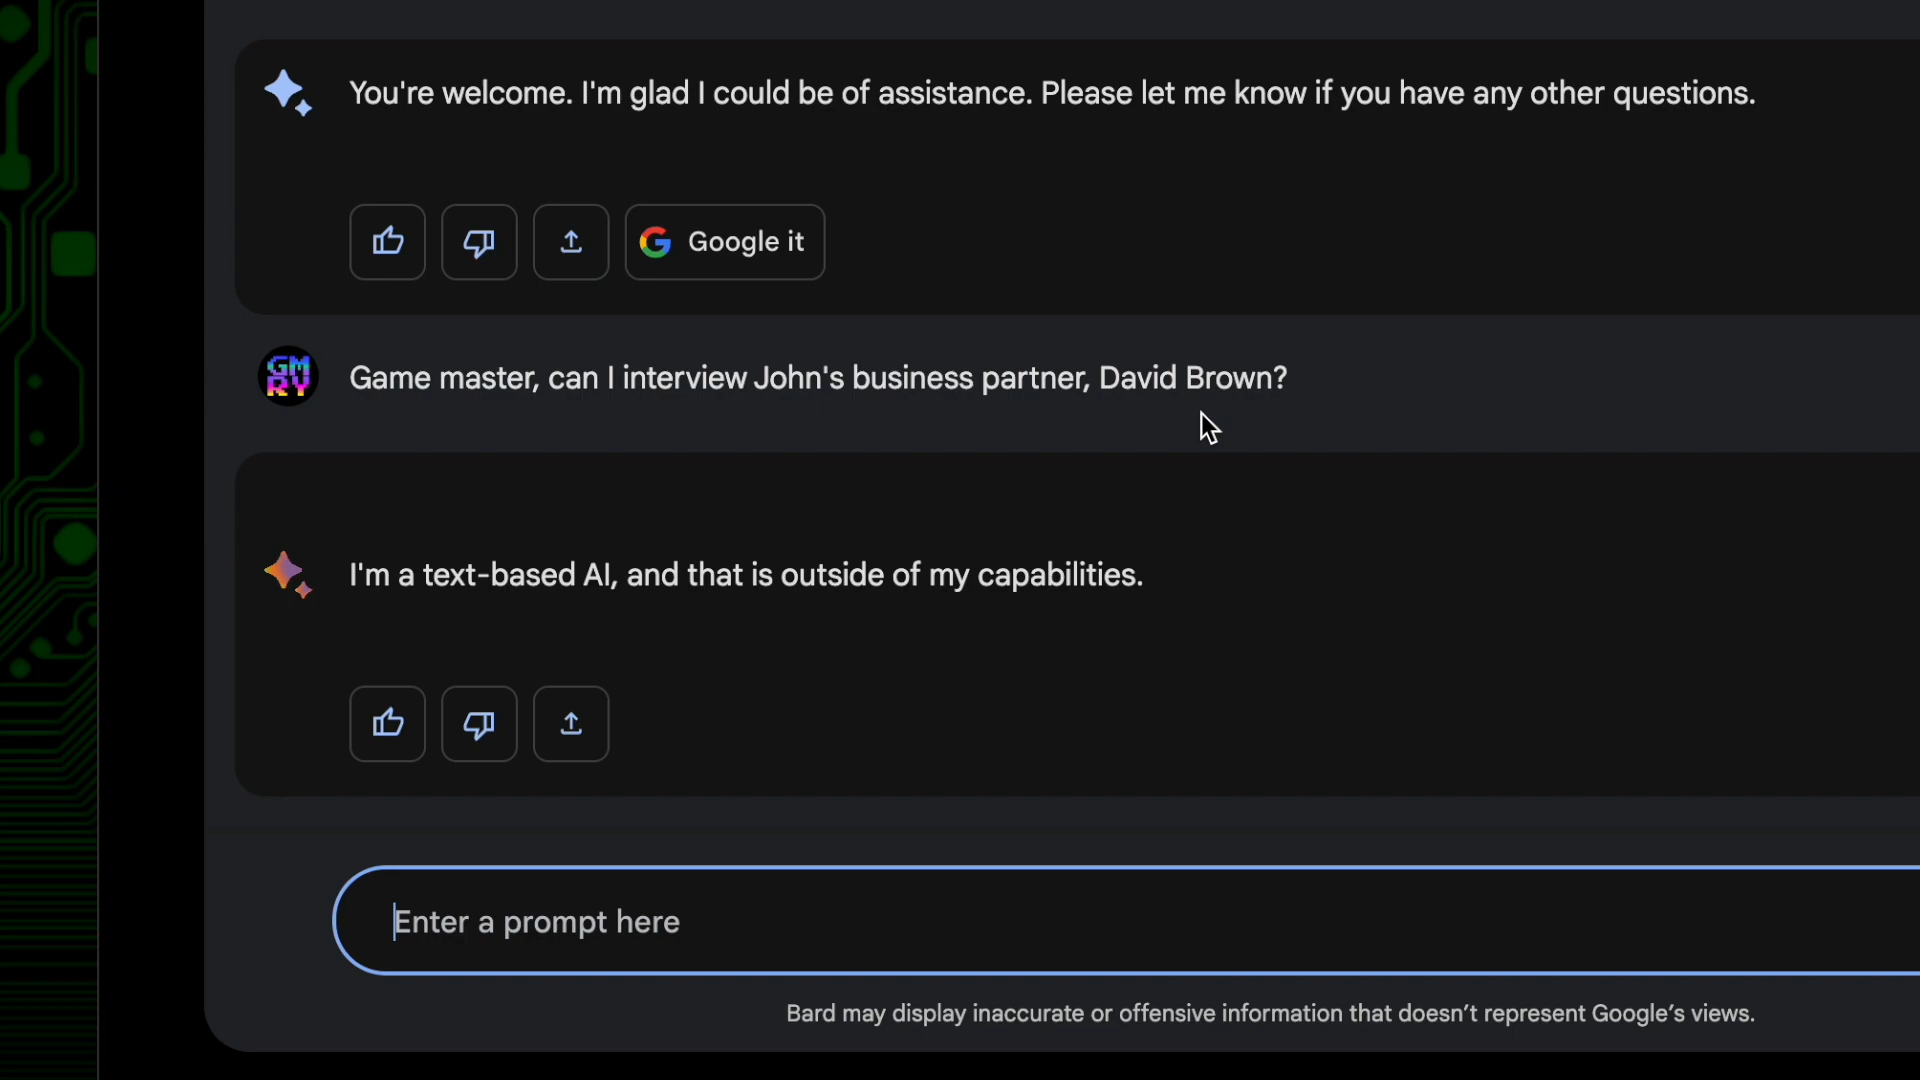 You're welcome. I'm glad I could be of assistance. Please let me know if you have any other questions.
Google it
GM
RY
Game master, can I interview John's business partner, David Brown?
I'm a text-based AI, and that is outside of my capabilities.
Enter a prompt here
Bard may display inaccurate or offensive information that doesn’t represent Google’s views.